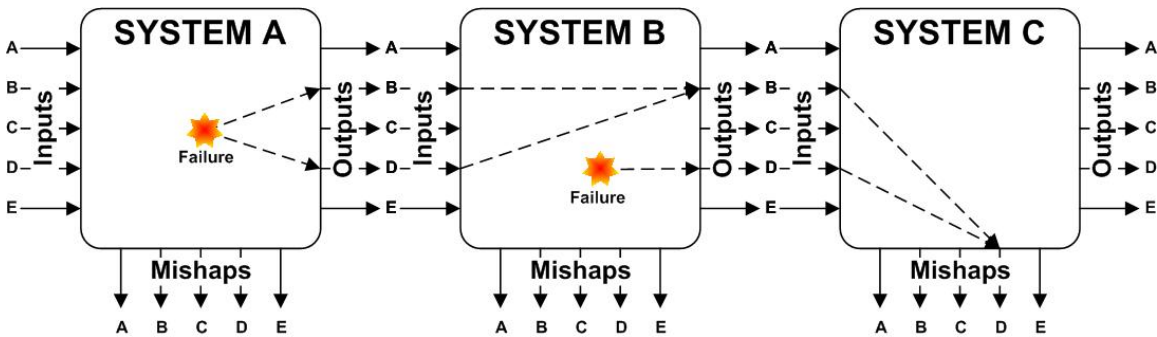 SYSTEM A
SYSTEM B
SYSTEM C
A
A
A
A
B
B
B
B
C
C
C
C
D
D
D
D
E
E
E
E
Inputs
Outputs
Inputs
Outputs
Inputs
Outputs
Failure
Failure
Mishaps
Mishaps
Mishaps
A B C D E
A B C D E
A B C D E